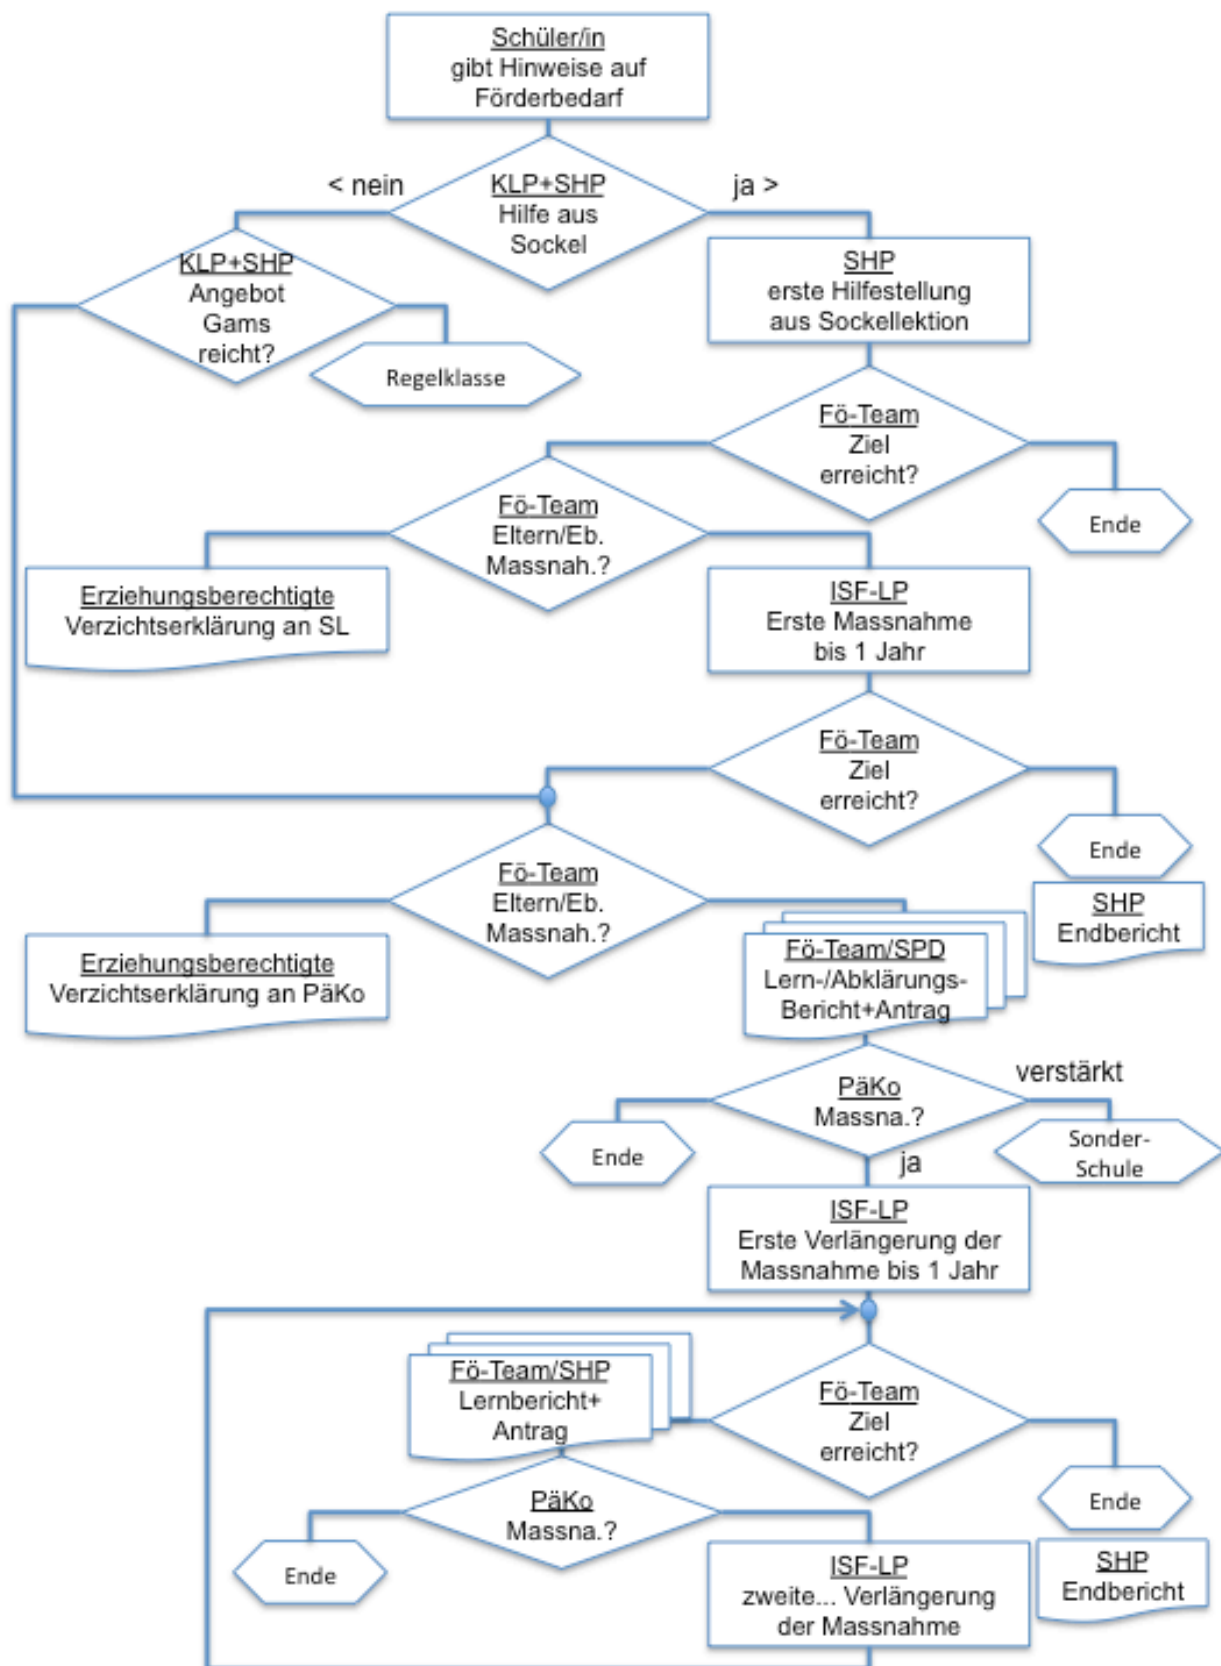 Schüler/in
gibt Hinweise auf
Förderbedarf
< nein
ja >
KLP+SHP
Hilfe aus
Sockel
KLP+SHP
Angebot
Gams
reicht?
SHP
erste Hilfestellung
aus Sockellektion
Regelklasse
Fö-Team
Ziel
erreicht?
Ende
Fö-Team
Eltern/Eb.
Massnah.?
Erziehungsberechtigte
Verzichtserklärung an SL
ISF-LP
Erste Massnahme
bis 1 Jahr
Fö-Team
Ziel
erreicht?
Ende
SHP
Endbericht
Fö-Team
Eltern/Eb.
Massnah.?
Erziehungsberechtigte
Verzichtserklärung an PäKo
Fö-Team/SPD
Lern-/Abklärungs-
Bericht+Antrag
PäKo
Massna.?
verstärkt
Ende
Sonder-
Schule
ja
ISF-LP
Erste Verlängerung der
Massnahme bis 1 Jahr
Fö-Team/SHP
Lernbericht+
Antrag
Fö-Team
Ziel
erreicht?
Ende
SHP
Endbericht
PäKo
Massna.?
Ende
ISF-LP
zweite... Verlängerung
der Massnahme